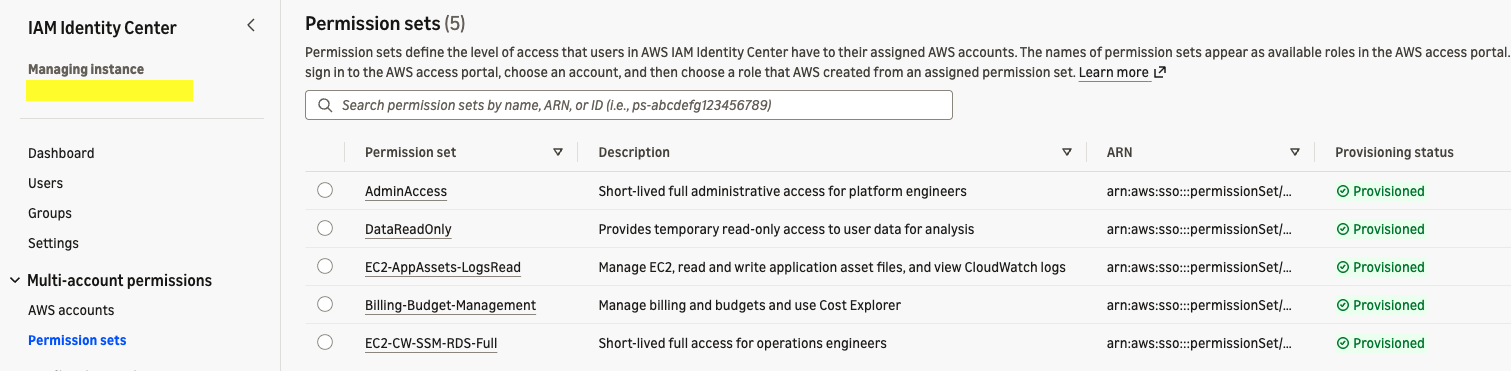 IAM Identity Center
Managing instance
Dashboard
Users
Groups
Settings
Multi-account permissions
AWS accounts
Permission sets
Permission sets (5)
Permission sets define the level of access that users in AWS IAM Identity Center have to their assigned AWS accounts. The names of permission sets appear as available roles in the AWS access portal.
sign in to the AWS access portal, choose an account, and then choose a role that AWS created from an assigned permission set. Learn more
Search permission sets by name, ARN, or ID (i.e., ps-abcdefg123456789)
Permission set Description ARN Provisioning status
AdminAccess Short-lived full administrative access for platform engineers arn:aws:sso:::permissionSet/... Provisioned
DataReadOnly Provides temporary read-only access to user data for analysis arn:aws:sso:::permissionSet/... Provisioned
EC2-AppAssets-LogsRead Manage EC2, read and write application asset files, and view CloudWatch logs arn:aws:sso:::permissionSet/... Provisioned
Billing-Budget-Management Manage billing and budgets and use Cost Explorer arn:aws:sso:::permissionSet/... Provisioned
EC2-CW-SSM-RDS-Full Short-lived full access for operations engineers arn:aws:sso:::permissionSet/... Provisioned